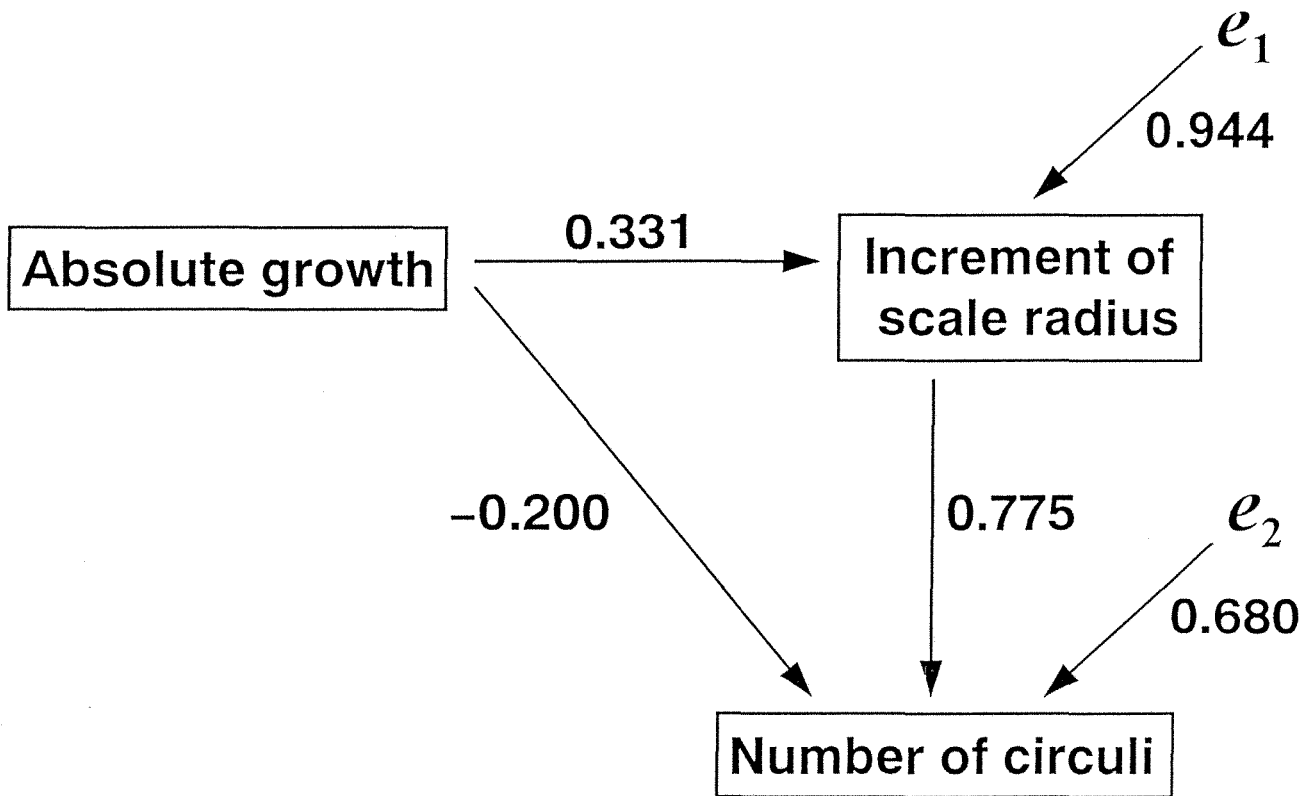 e₁
0.944
0.331
Absolute growth
Increment of
scale radius
−0.200
0.775
e₂
0.680
Number of circuli